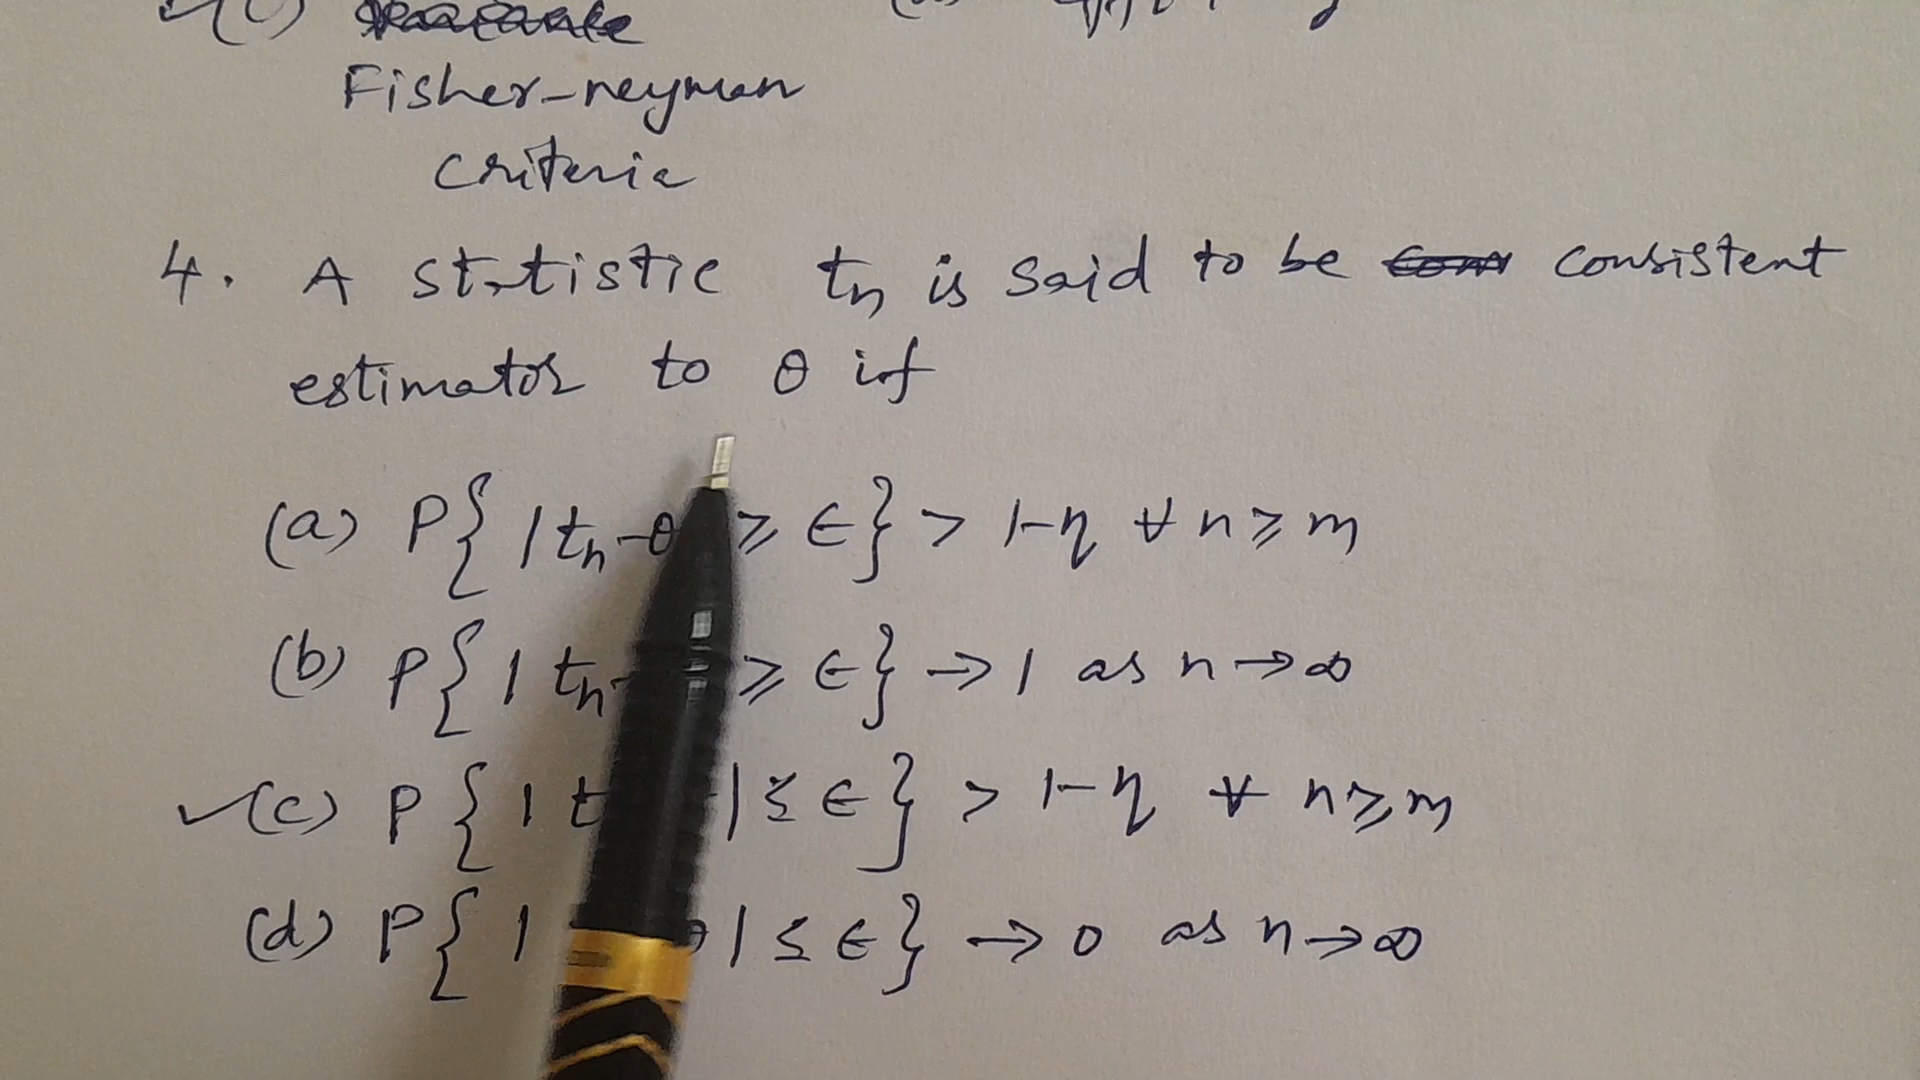 (c)
Fisher-neyman
criteria
4. A statistic tn is said to be consistent
estimator to θ if
(a) P{ |tn-θ ≥ ∈} > 1-η ∀ n ≥ m
(b) P{ |tn- ≥ ∈} → 1 as n → ∞
✓(c) P{ |t | ≤ ∈} > 1-η ∀ n ≥ m
(d) P{ | θ| ≤ ∈} → 0 as n → ∞